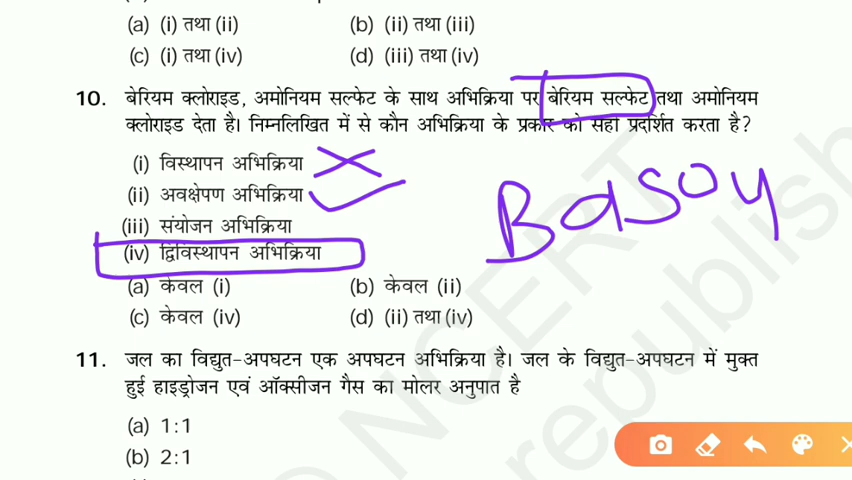 (a) (i) तथा (ii) (b) (ii) तथा (iii)
(c) (i) तथा (iv) (d) (iii) तथा (iv)
10. बेरियम क्लोराइड, अमोनियम सल्फेट के साथ अभिक्रिया पर बेरियम सल्फेट तथा अमोनियम
क्लोराइड देता है। निम्नलिखित में से कौन अभिक्रिया के प्रकार को सही प्रदर्शित करता है?
(i) विस्थापन अभिक्रिया
(ii) अवक्षेपण अभिक्रिया
(iii) संयोजन अभिक्रिया
(iv) द्विविस्थापन अभिक्रिया
BaSO4
(a) केवल (i) (b) केवल (ii)
(c) केवल (iv) (d) (ii) तथा (iv)
11. जल का विद्युत-अपघटन एक अपघटन अभिक्रिया है। जल के विद्युत-अपघटन में मुक्त
हुई हाइड्रोजन एवं ऑक्सीजन गैस का मोलर अनुपात है
(a) 1:1
(b) 2:1
NCERT
republish